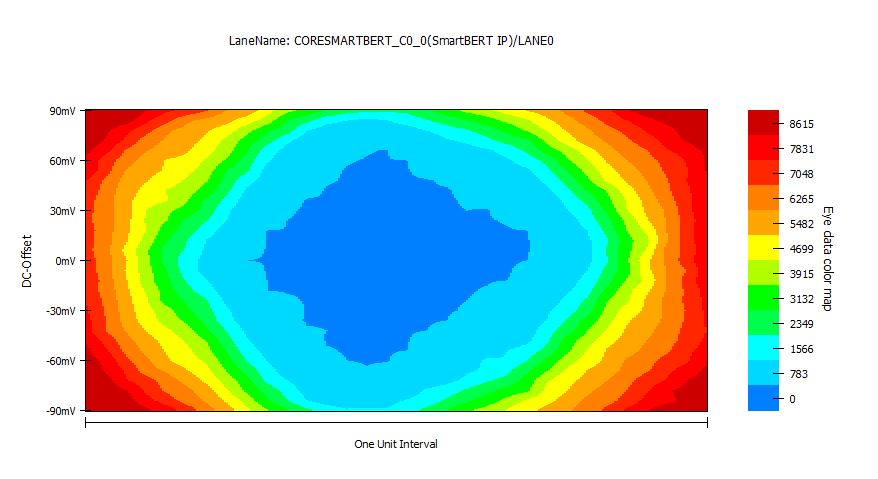 LaneName: CORESMARTBERT_C0_0(SmartBERT IP)/LANE0
90mV
60mV
30mV
0mV
-30mV
-60mV
-90mV
DC-Offset
One Unit Interval
8615
7831
7048
6265
5482
4699
3915
3132
2349
1566
783
0
Eye data color map